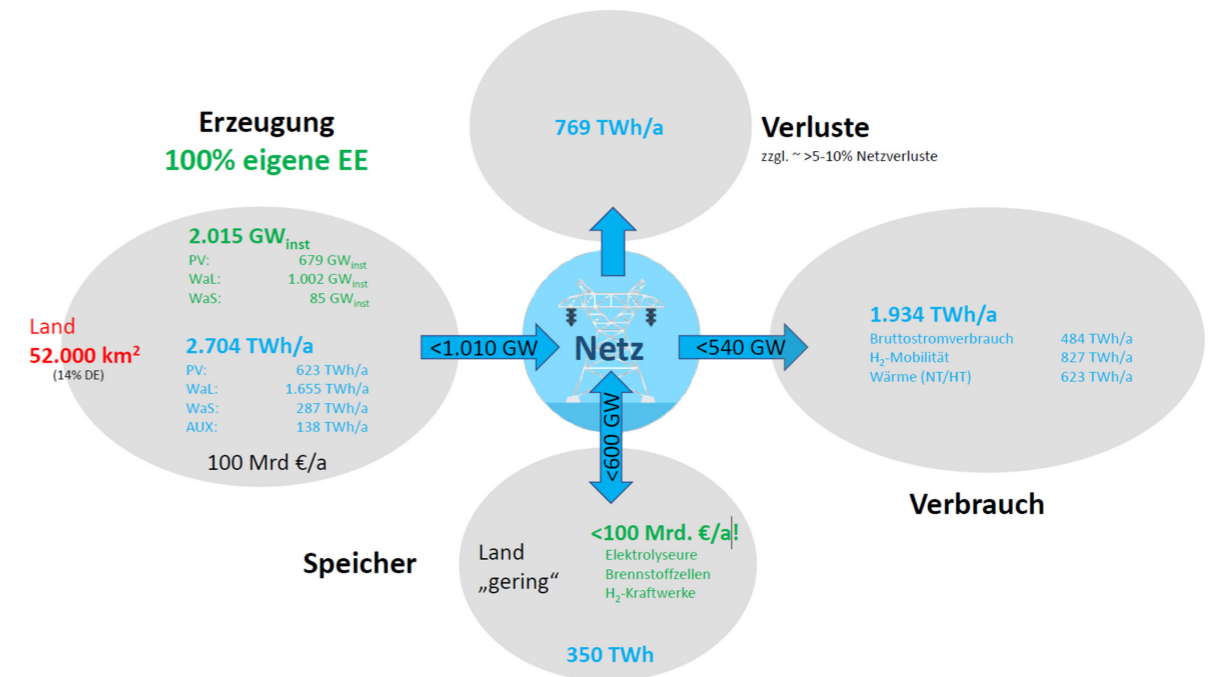 Erzeugung
100% eigene EE
2.015 GWinst
PV: 679 GWinst
WaL: 1.002 GWinst
WaS: 85 GWinst
Land
52.000 km²
(14% DE)
2.704 TWh/a
PV: 623 TWh/a
WaL: 1.655 TWh/a
WaS: 287 TWh/a
AUX: 138 TWh/a
100 Mrd €/a
<1.010 GW
769 TWh/a
Verluste
zzgl. ~ >5-10% Netzverluste
Netz
<540 GW
<600 GW
1.934 TWh/a
Bruttostromverbrauch 484 TWh/a
H₂-Mobilität 827 TWh/a
Wärme (NT/HT) 623 TWh/a
Verbrauch
Speicher
Land
„gering“
<100 Mrd. €/a!
Elektrolyseure
Brennstoffzellen
H₂-Kraftwerke
350 TWh